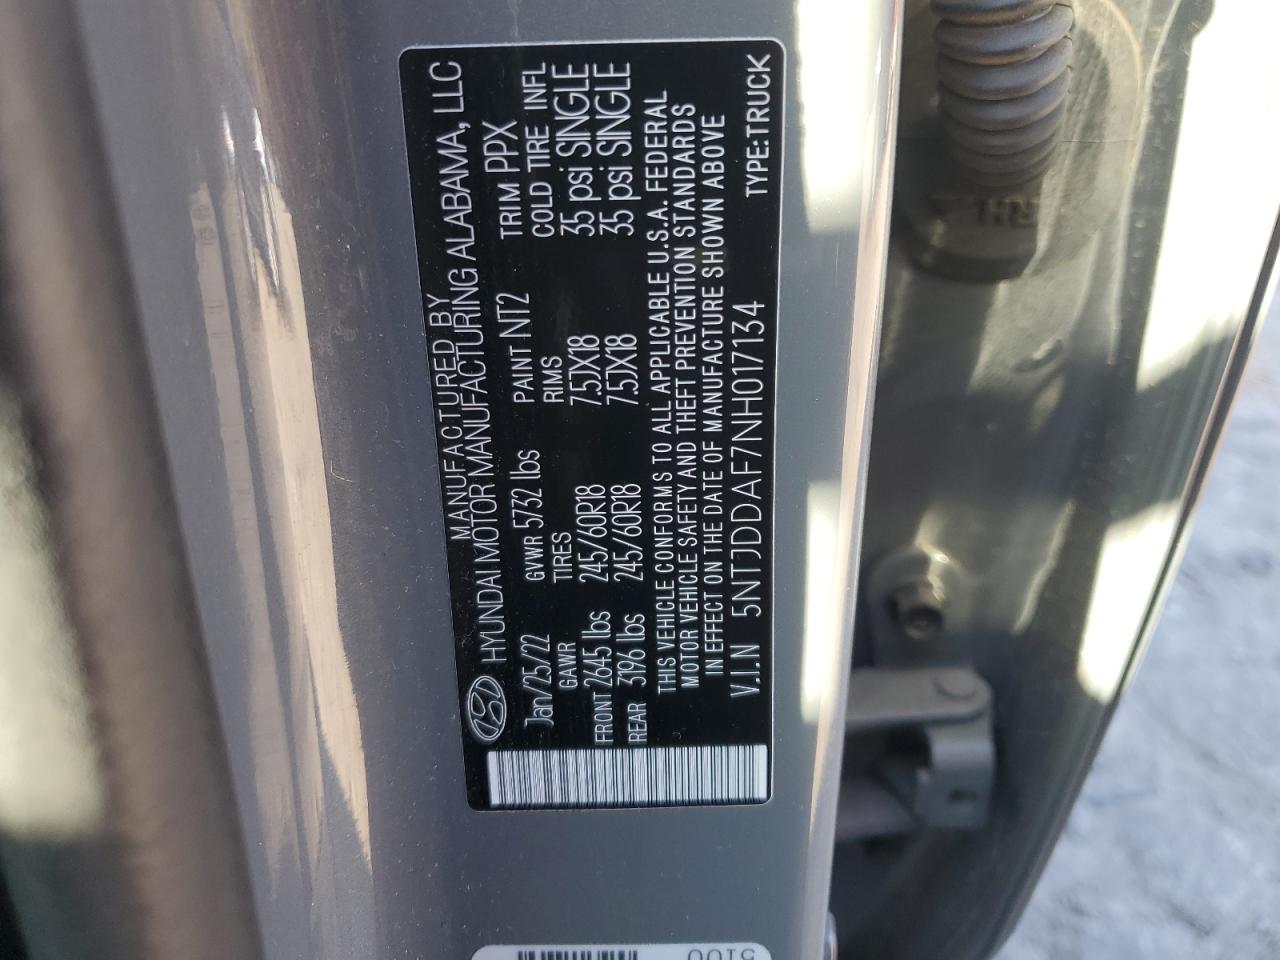 MANUFACTURED BY
HYUNDAI MOTOR MANUFACTURING ALABAMA, LLC
Jan/25/22 GVWR 5732 lbs PAINT NT2 TRIM PPX
GAWR TIRES RIMS COLD TIRE INFL
FRONT 2645 lbs 245/60R18 7.5JX18 35 psi SINGLE
REAR 3196 lbs 245/60R18 7.5JX18 35 psi SINGLE
THIS VEHICLE CONFORMS TO ALL APPLICABLE U.S.A. FEDERAL
MOTOR VEHICLE SAFETY AND THEFT PREVENTION STANDARDS
IN EFFECT ON THE DATE OF MANUFACTURE SHOWN ABOVE
V.I.N 5NTJDDAF7NH017134 TYPE:TRUCK
RH
5100